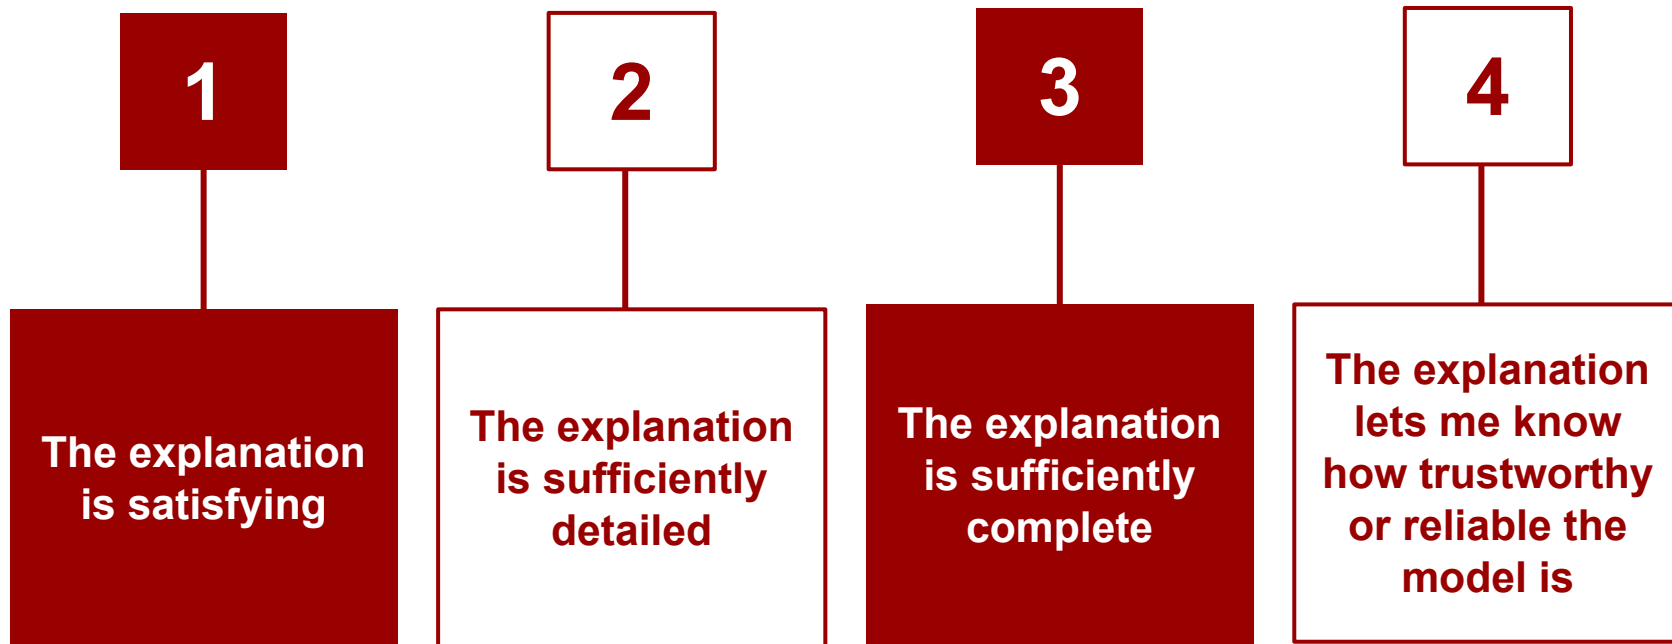 1
The explanation
is satisfying
2
The explanation
is sufficiently
detailed
3
The explanation
is sufficiently
complete
4
The explanation
lets me know
how trustworthy
or reliable the
model is